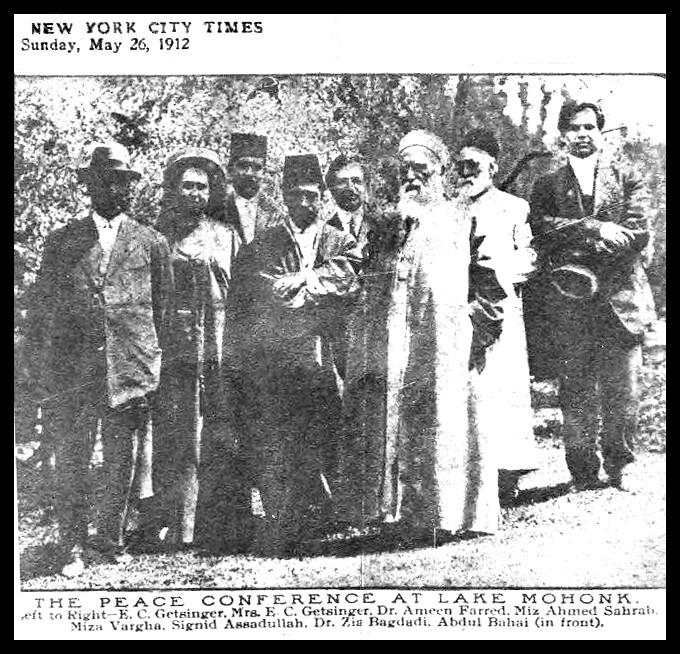 NEW YORK CITY TIMES
Sunday, May 26, 1912
THE PEACE CONFERENCE AT LAKE MOHONK.
eft to Right—E. C. Getsinger, Mrs. E. C. Getsinger, Dr. Ameen Farred, Miz Ahmed Sahrab,
Miza Vargha, Signid Assadullah, Dr. Zia Bagdadi, Abdul Bahai (in front).